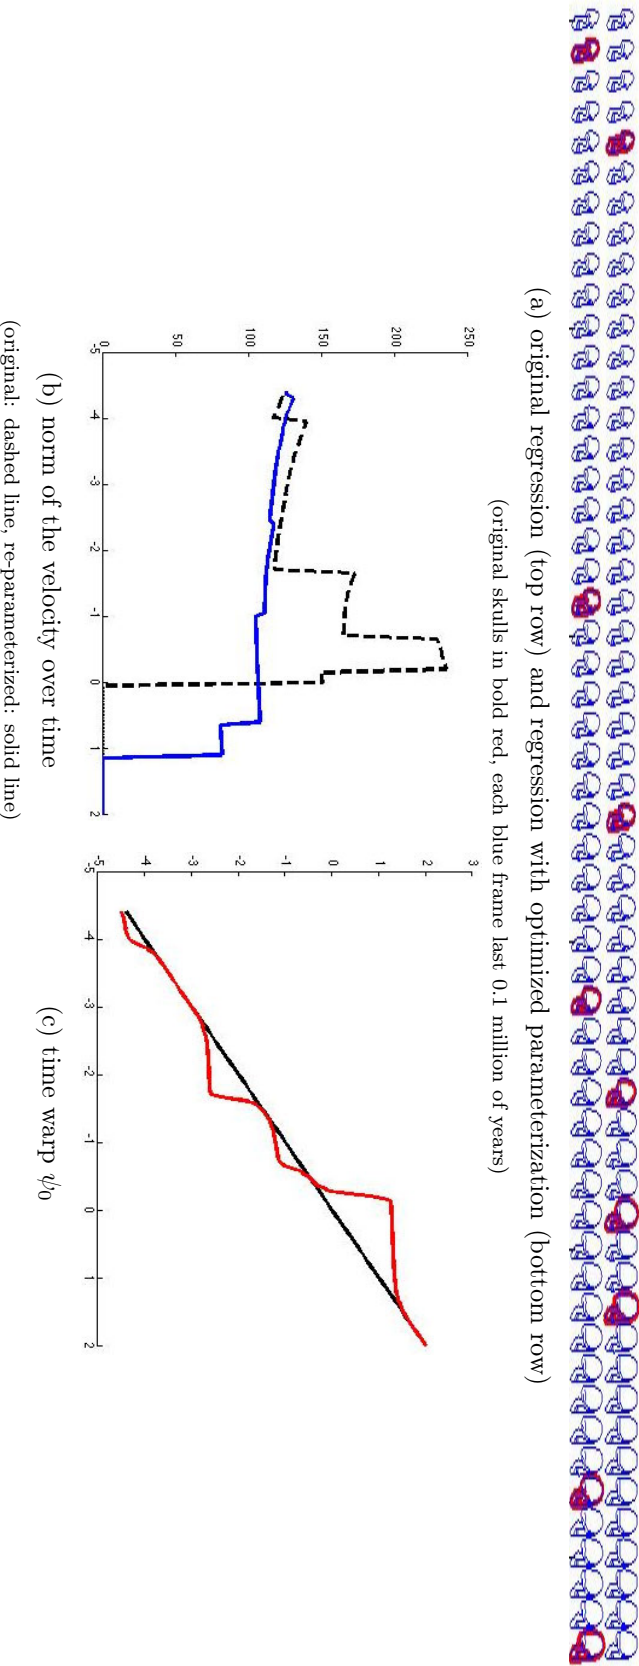 (a) original regression (top row) and regression with optimized parameterization (bottom row)
(original skulls in bold red, each blue frame last 0.1 million of years)
250
200
150
100
50
0
-5 -4 -3 -2 -1 0 1 2
(b) norm of the velocity over time
(original: dashed line, re-parameterized: solid line)
3
2
1
0
-1
-2
-3
-4
-5
-4 -3 -2 -1 0 1 2
(c) time warp ψ₀